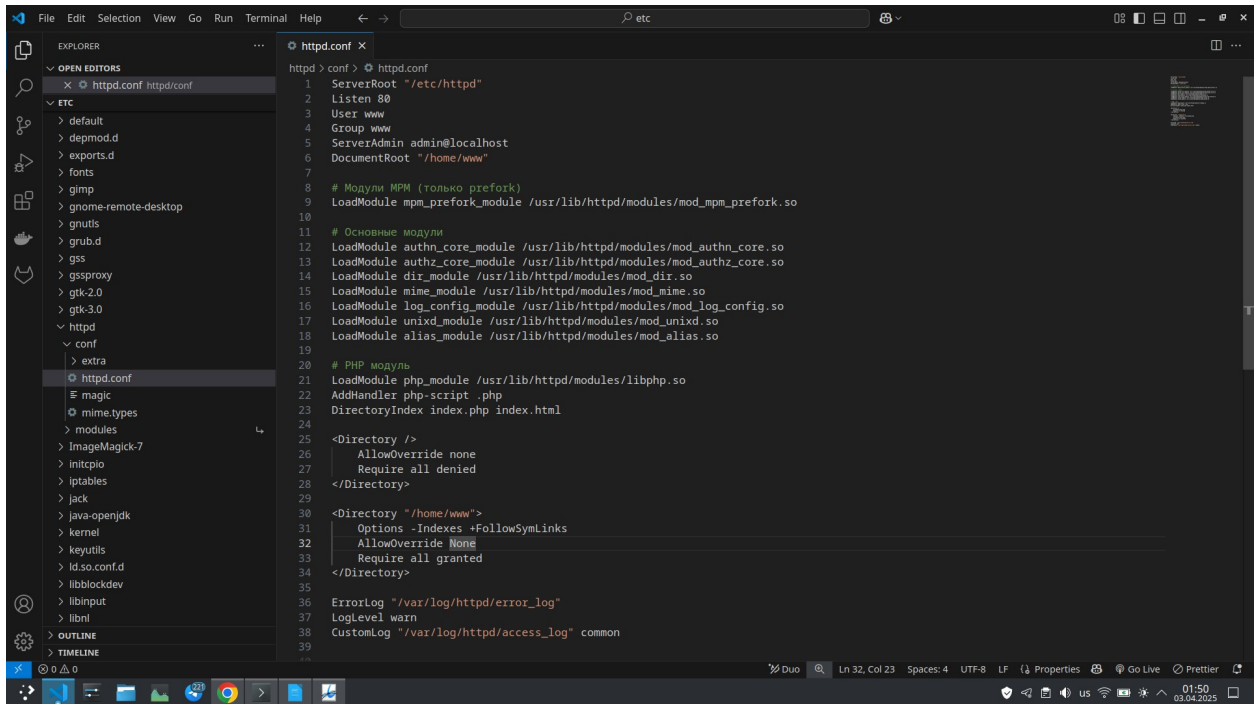 File Edit Selection View Go Run Terminal Help
etc
EXPLORER
OPEN EDITORS
httpd.conf httpd/conf
ETC
default
depmod.d
exports.d
fonts
gimp
gnome-remote-desktop
gnutls
grub.d
gss
gssproxy
gtk-2.0
gtk-3.0
httpd
conf
extra
httpd.conf
magic
mime.types
modules
ImageMagick-7
initcpio
iptables
jack
java-openjdk
kernel
keyutils
ld.so.conf.d
libblockdev
libinput
libnl
OUTLINE
TIMELINE
httpd.conf
httpd > conf > httpd.conf
1 ServerRoot "/etc/httpd"
2 Listen 80
3 User www
4 Group www
5 ServerAdmin admin@localhost
6 DocumentRoot "/home/www"
7
8 # Модули MPM (только prefork)
9 LoadModule mpm_prefork_module /usr/lib/httpd/modules/mod_mpm_prefork.so
10
11 # Основные модули
12 LoadModule authn_core_module /usr/lib/httpd/modules/mod_authn_core.so
13 LoadModule authz_core_module /usr/lib/httpd/modules/mod_authz_core.so
14 LoadModule dir_module /usr/lib/httpd/modules/mod_dir.so
15 LoadModule mime_module /usr/lib/httpd/modules/mod_mime.so
16 LoadModule log_config_module /usr/lib/httpd/modules/mod_log_config.so
17 LoadModule unixd_module /usr/lib/httpd/modules/mod_unixd.so
18 LoadModule alias_module /usr/lib/httpd/modules/mod_alias.so
19
20 # PHP модуль
21 LoadModule php_module /usr/lib/httpd/modules/libphp.so
22 AddHandler php-script .php
23 DirectoryIndex index.php index.html
24
25 <Directory />
26 AllowOverride none
27 Require all denied
28 </Directory>
29
30 <Directory "/home/www">
31 Options -Indexes +FollowSymLinks
32 AllowOverride None
33 Require all granted
34 </Directory>
35
36 ErrorLog "/var/log/httpd/error_log"
37 LogLevel warn
38 CustomLog "/var/log/httpd/access_log" common
39
0 0 Duo Ln 32, Col 23 Spaces: 4 UTF-8 LF Properties Go Live Prettier
221 us 01:50
03.04.2025